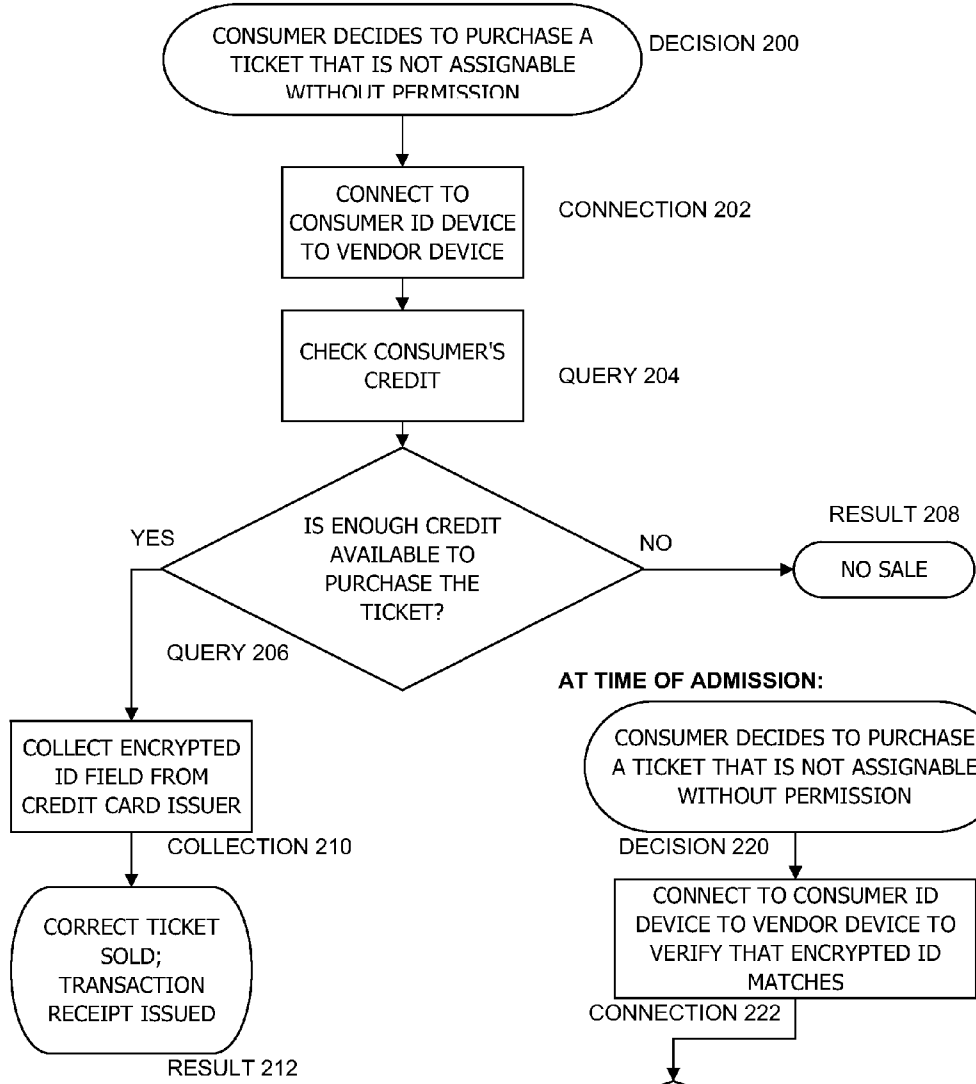 CONSUMER DECIDES TO PURCHASE A
TICKET THAT IS NOT ASSIGNABLE
WITHOUT PERMISSION
DECISION 200
CONNECT TO
CONSUMER ID DEVICE
TO VENDOR DEVICE
CONNECTION 202
CHECK CONSUMER'S
CREDIT
QUERY 204
IS ENOUGH CREDIT
AVAILABLE TO
PURCHASE THE
TICKET?
YES
NO
QUERY 206
RESULT 208
NO SALE
COLLECT ENCRYPTED
ID FIELD FROM
CREDIT CARD ISSUER
COLLECTION 210
CORRECT TICKET
SOLD;
TRANSACTION
RECEIPT ISSUED
RESULT 212
AT TIME OF ADMISSION:
CONSUMER DECIDES TO PURCHASE
A TICKET THAT IS NOT ASSIGNABLE
WITHOUT PERMISSION
DECISION 220
CONNECT TO CONSUMER ID
DEVICE TO VENDOR DEVICE TO
VERIFY THAT ENCRYPTED ID
MATCHES
CONNECTION 222